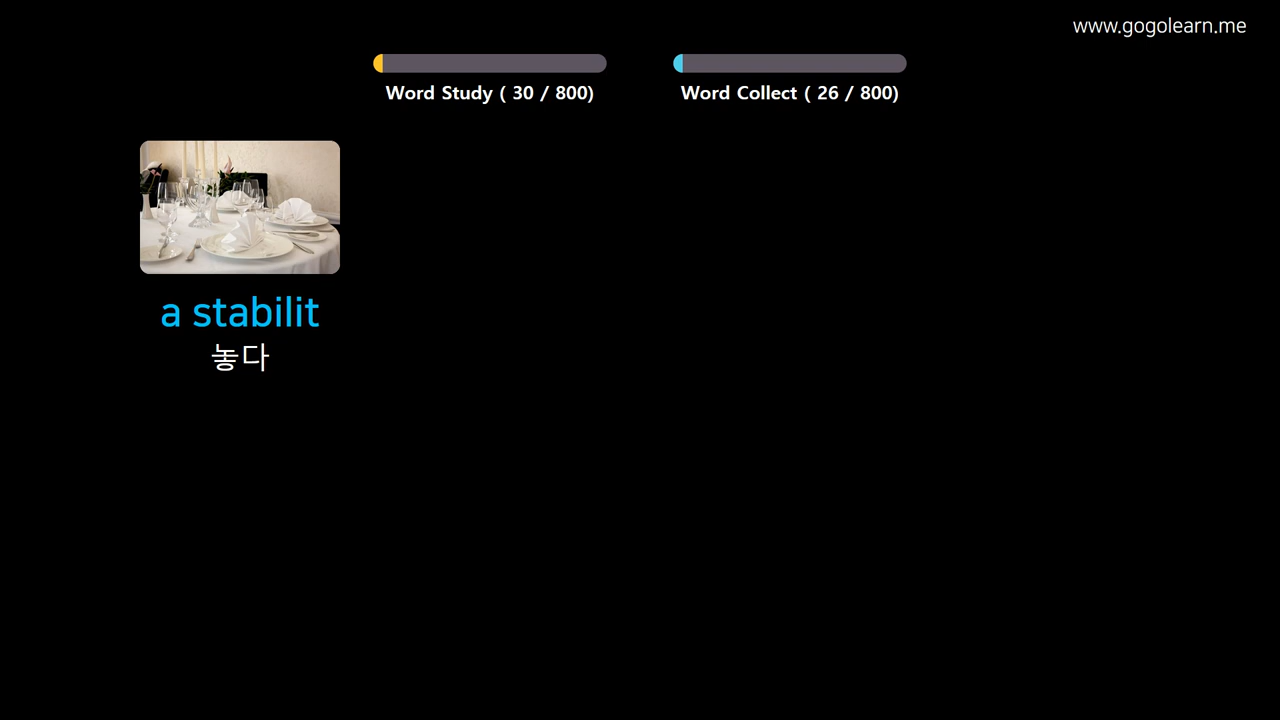 www.gogolearn.me
Word Study ( 30 / 800)
Word Collect ( 26 / 800)
a stabilit
놓다